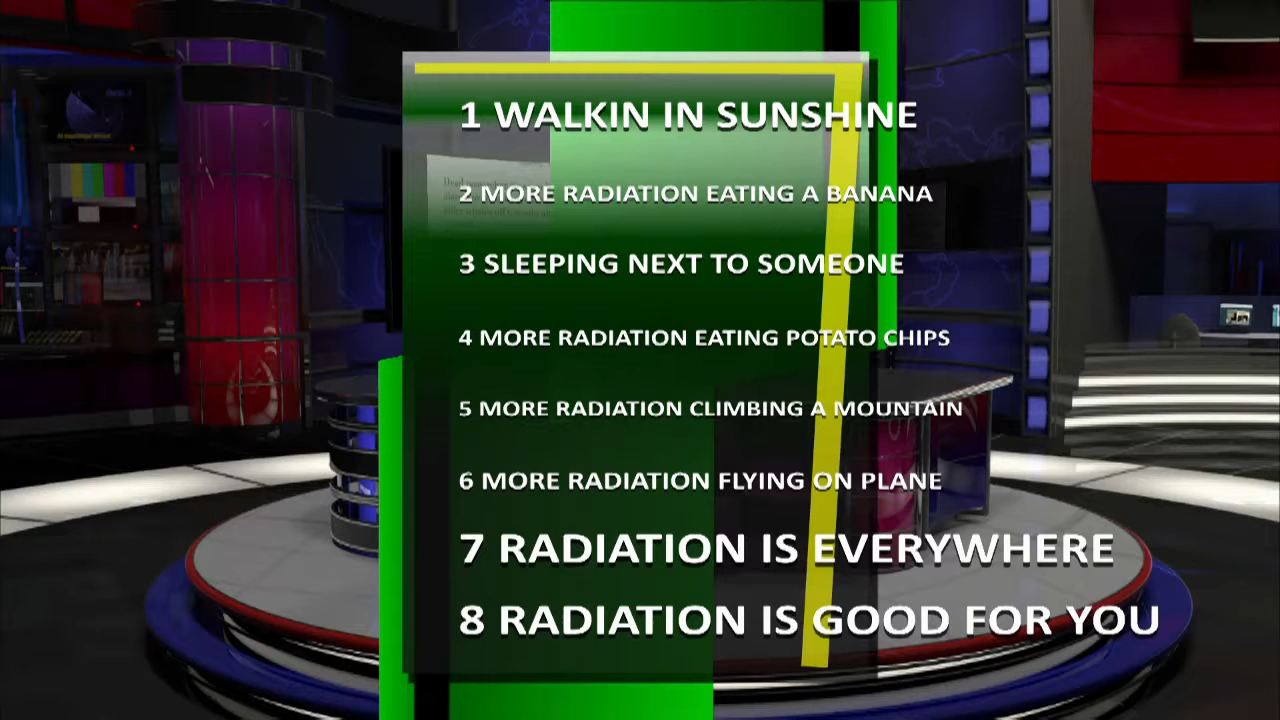 1 WALKIN IN SUNSHINE
2 MORE RADIATION EATING A BANANA
3 SLEEPING NEXT TO SOMEONE
4 MORE RADIATION EATING POTATO CHIPS
5 MORE RADIATION CLIMBING A MOUNTAIN
6 MORE RADIATION FLYING ON PLANE
7 RADIATION IS EVERYWHERE
8 RADIATION IS GOOD FOR YOU